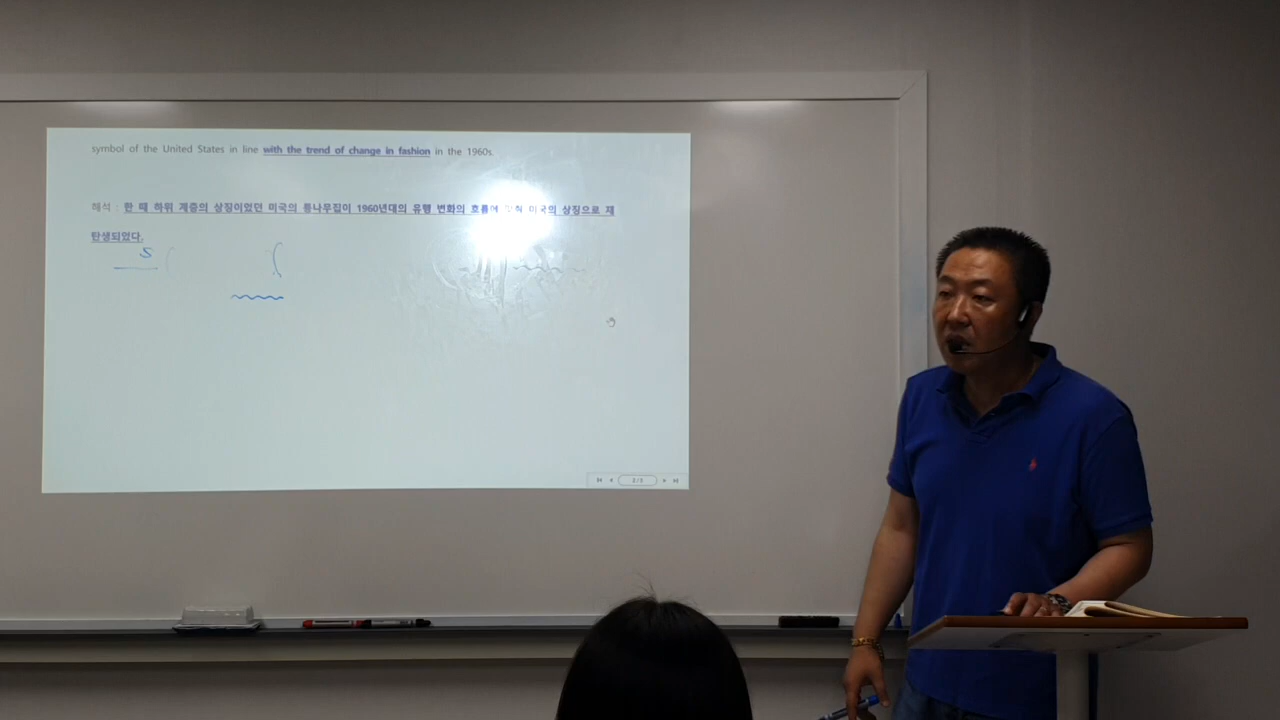 symbol of the United States in line with the trend of change in fashion in the 1960s.
해석 : 한 때 하위 계층의 상징이었던 미국의 통나무집이 1960년대의 유행 변화의 흐름에 미국의 상징으로 재
탄생되었다.
S